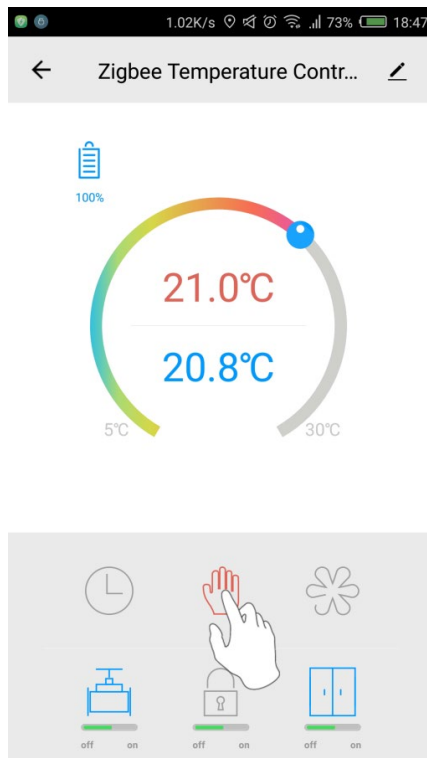 1.02K/s 73% 18:47
Zigbee Temperature Contr...
100%
21.0℃
20.8℃
5℃ 30℃
off on off on off on